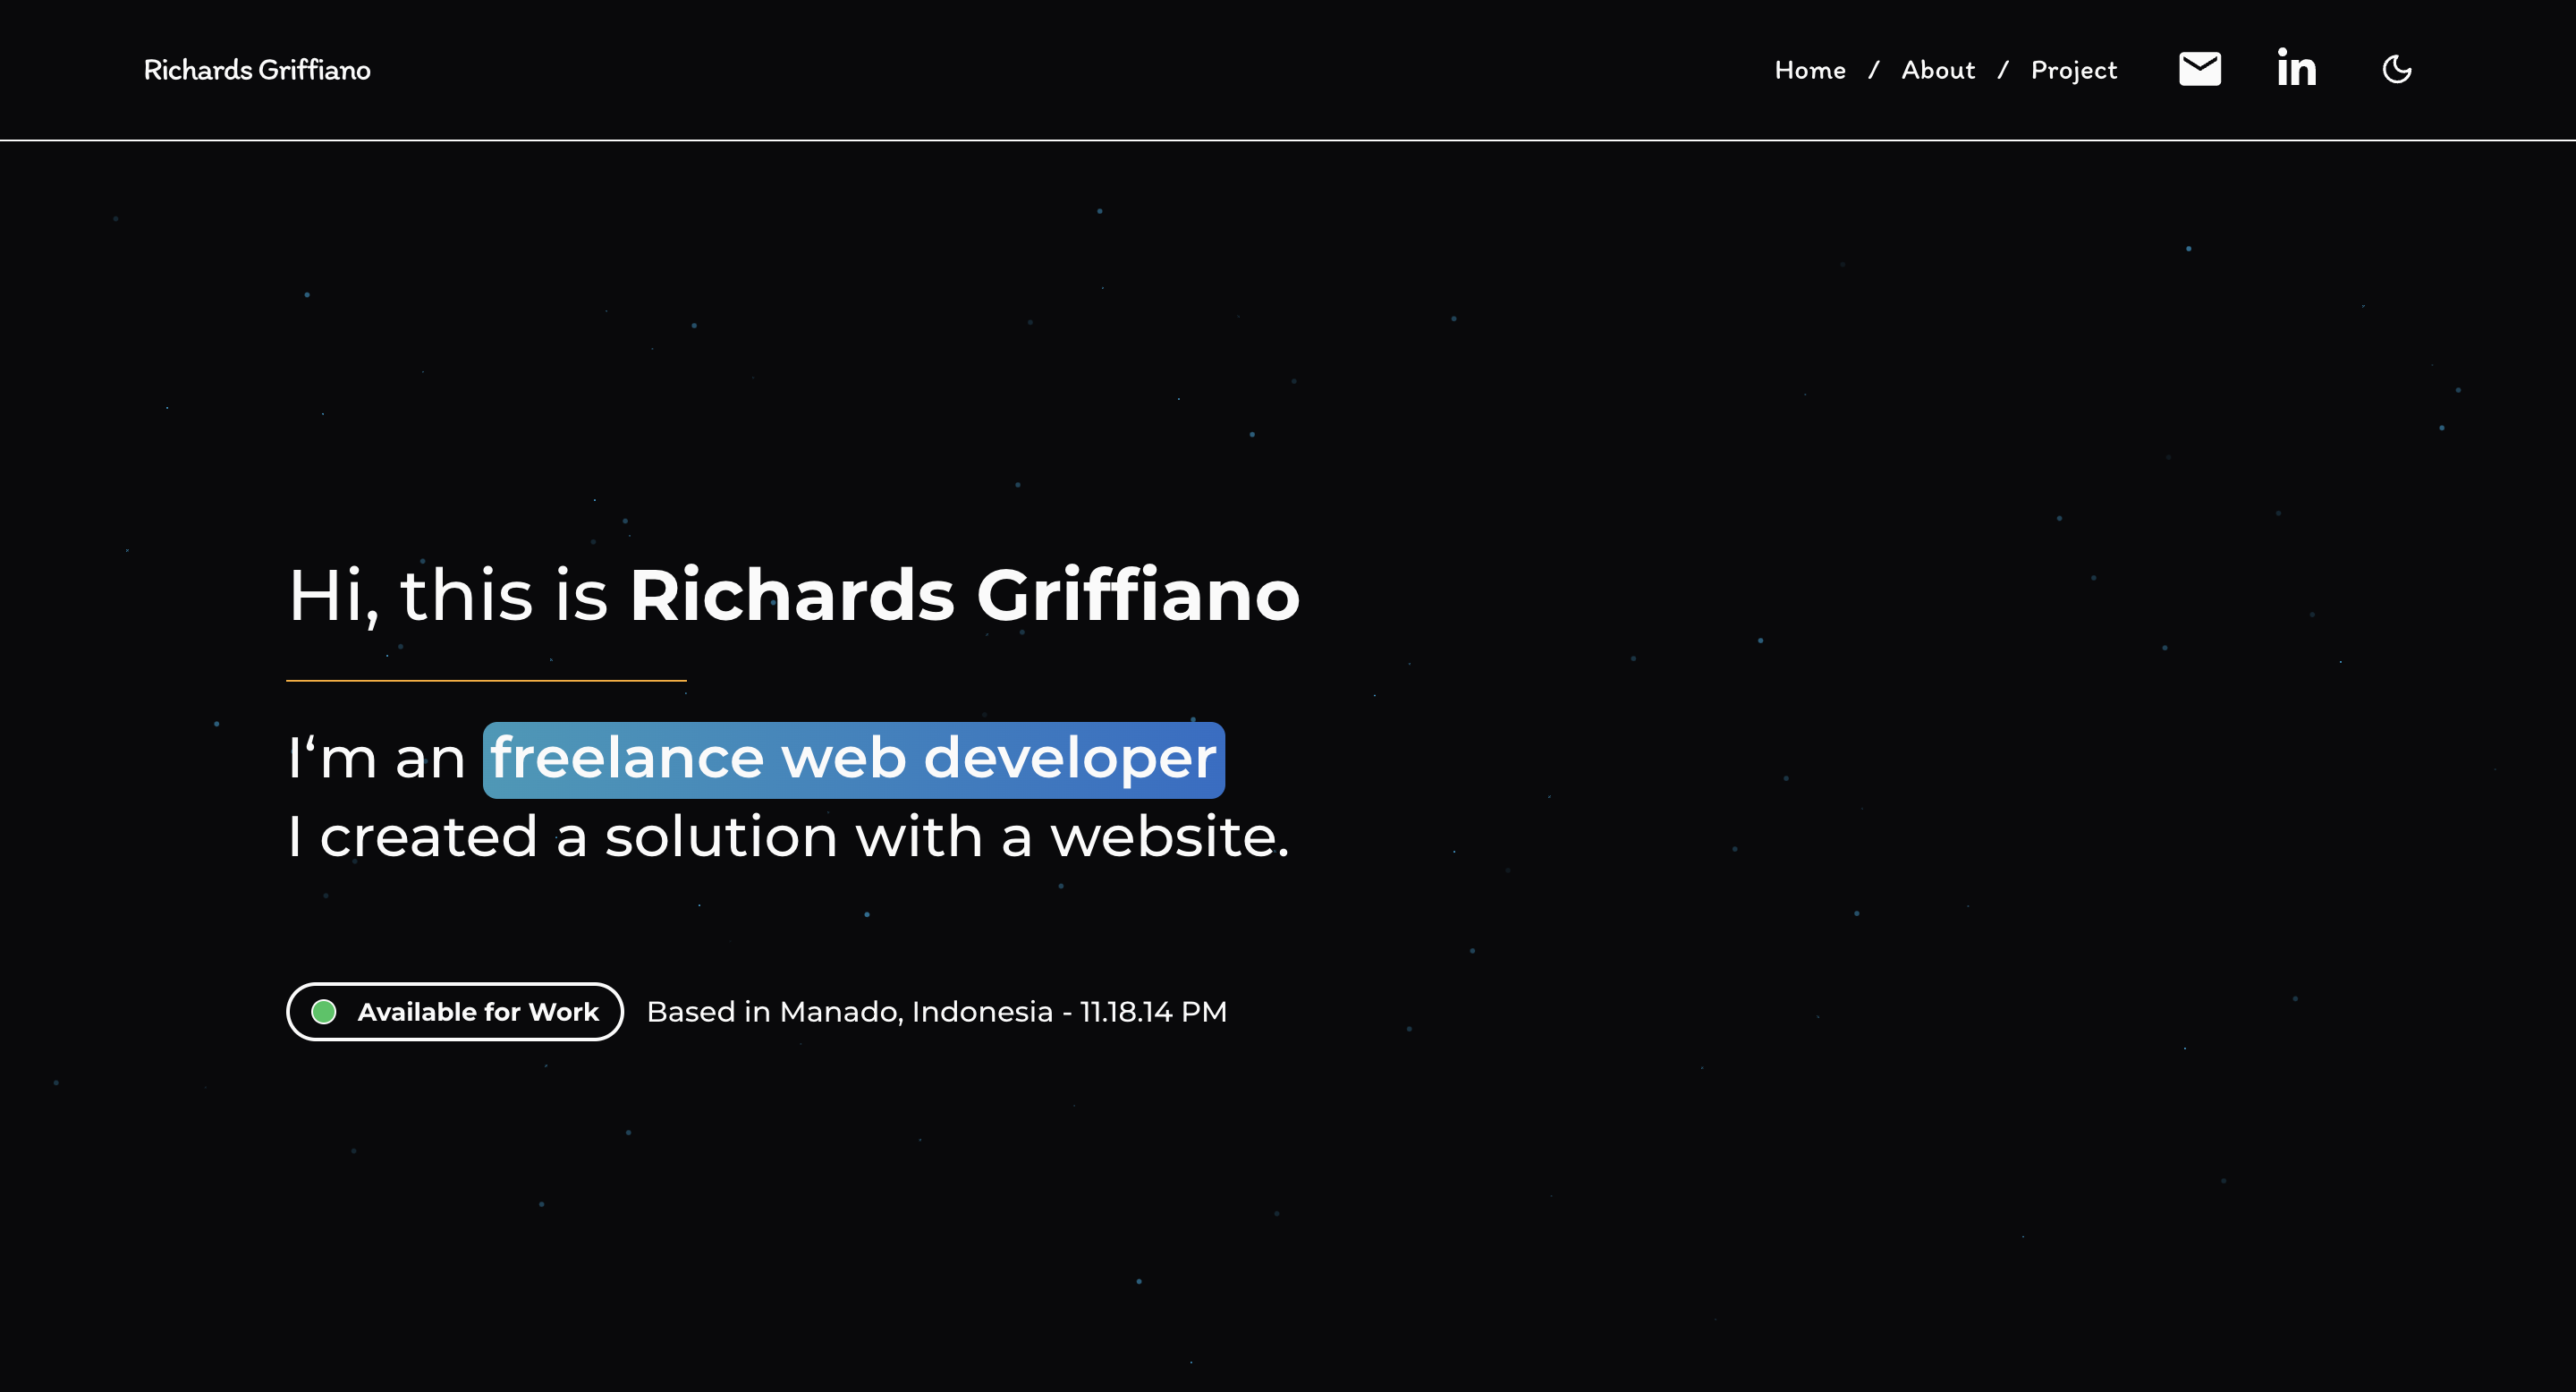 Richards Griffiano
Home / About / Project
in
Hi, this is Richards Griffiano
I‘m an freelance web developer
I created a solution with a website.
Available for Work
Based in Manado, Indonesia - 11.18.14 PM